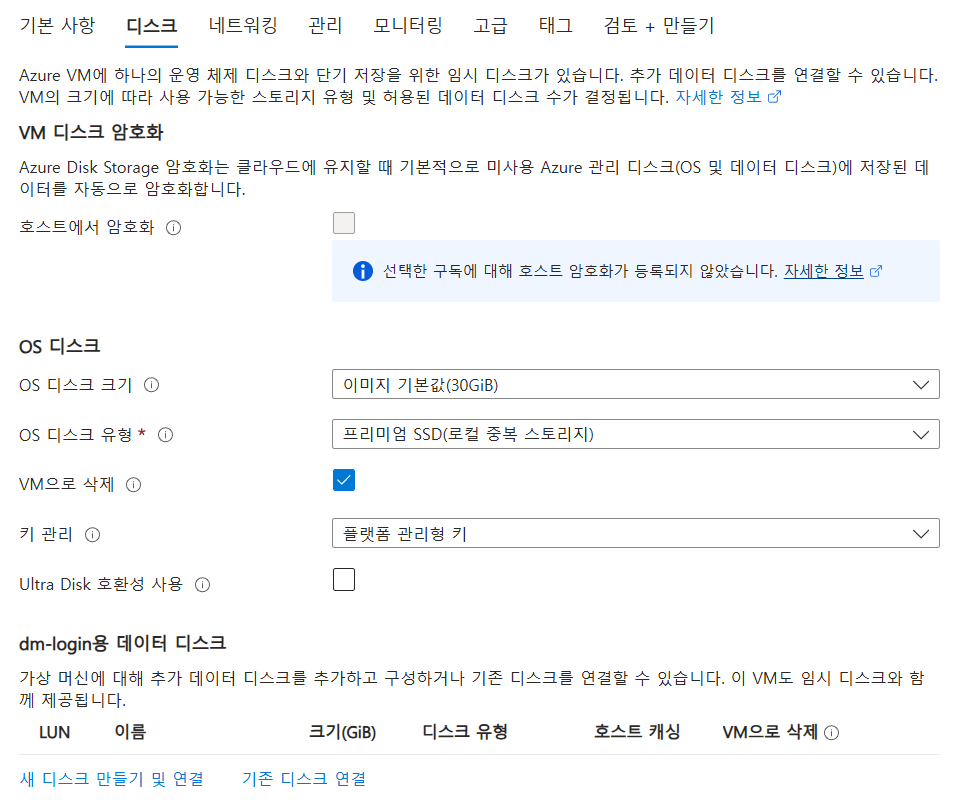 기본 사항 디스크 네트워킹 관리 모니터링 고급 태그 검토 + 만들기
Azure VM에 하나의 운영 체제 디스크와 단기 저장을 위한 임시 디스크가 있습니다. 추가 데이터 디스크를 연결할 수 있습니다.
VM의 크기에 따라 사용 가능한 스토리지 유형 및 허용된 데이터 디스크 수가 결정됩니다. 자세한 정보
VM 디스크 암호화
Azure Disk Storage 암호화는 클라우드에 유지할 때 기본적으로 미사용 Azure 관리 디스크(OS 및 데이터 디스크)에 저장된 데
이터를 자동으로 암호화합니다.
호스트에서 암호화
선택한 구독에 대해 호스트 암호화가 등록되지 않았습니다. 자세한 정보
OS 디스크
OS 디스크 크기 이미지 기본값(30GiB)
OS 디스크 유형 * 프리미엄 SSD(로컬 중복 스토리지)
VM으로 삭제
키 관리 플랫폼 관리형 키
Ultra Disk 호환성 사용
dm-login용 데이터 디스크
가상 머신에 대해 추가 데이터 디스크를 추가하고 구성하거나 기존 디스크를 연결할 수 있습니다. 이 VM도 임시 디스크와 함
께 제공됩니다.
LUN 이름 크기(GiB) 디스크 유형 호스트 캐싱 VM으로 삭제
새 디스크 만들기 및 연결 기존 디스크 연결